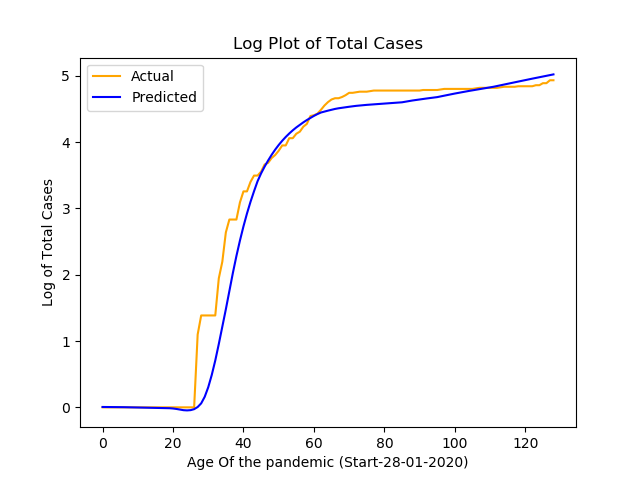 Log Plot of Total Cases
Actual
Predicted
5
4
3
2
1
0
Log of Total Cases
0 20 40 60 80 100 120
Age Of the pandemic (Start-28-01-2020)